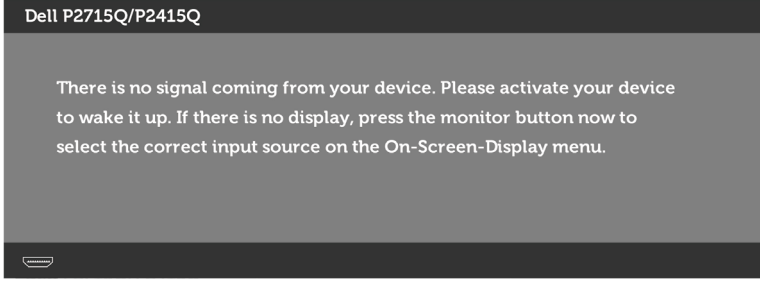 Dell P2715Q/P2415Q
There is no signal coming from your device. Please activate your device
to wake it up. If there is no display, press the monitor button now to
select the correct input source on the On-Screen-Display menu.